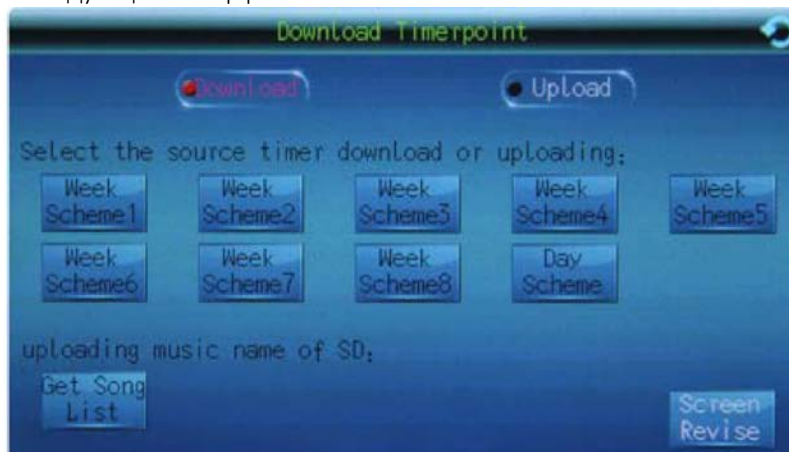 Download Timerpoint
Download Upload
Select the source timer download or uploading:
Week Scheme1
Week Scheme2
Week Scheme3
Week Scheme4
Week Scheme5
Week Scheme6
Week Scheme7
Week Scheme8
Day Scheme
uploading music name of SD:
Get Song List
Screen Revise